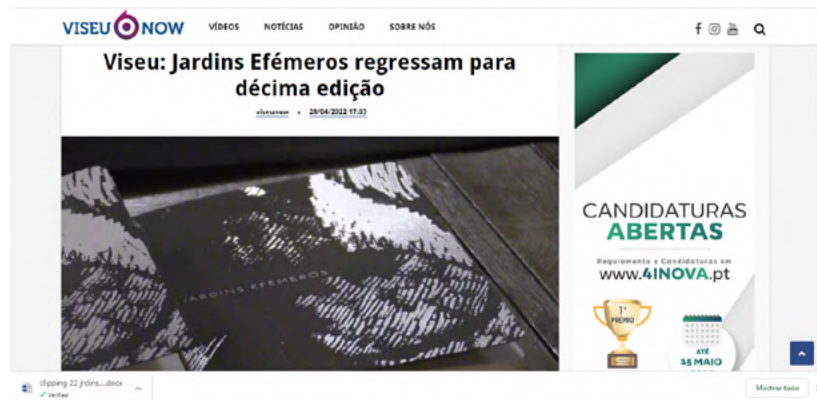 VISEU NOW
VÍDEOS NOTÍCIAS OPINIÃO SOBRE NÓS
Viseu: Jardins Efémeros regressam para
décima edição
viseunow • 28/04/2022
JARDINS EFÉMEROS
CANDIDATURAS
ABERTAS
Regulamento e Candidaturas em
www.4INOVA.pt
1º
PRÉMIO
ATÉ
15 MAIO
clipping 22 jrdins....docx
Verified
Mostrar tudo